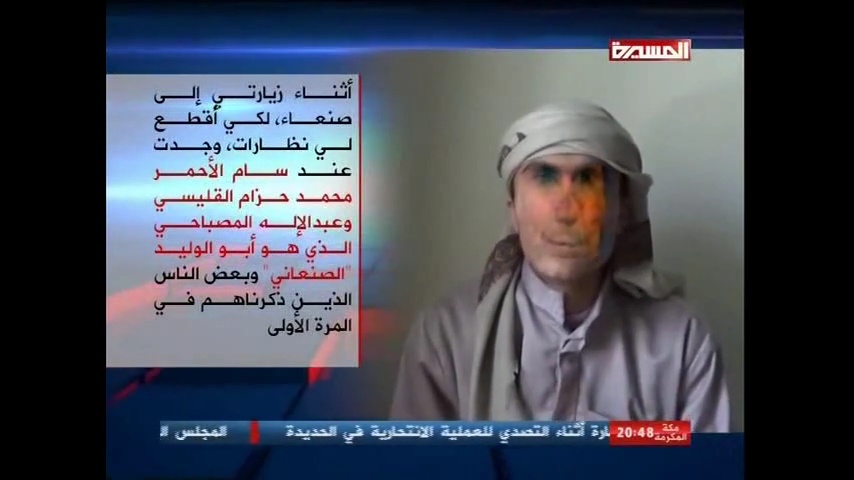 المسيرة
أثناء زيارتي إلى
صنعاء، لكي أقطع
لي نظارات، وجدت
عند سام الأحمر
محمد حزام القليسي
وعبدالإله المصباحي
الذي هو أبو الوليد
"الصنعاني" وبعض الناس
الذين ذكرناهم في
المرة الأولى
مكة
المكرمة
20:48
أثناء التصدي للعملية الانتحارية في الحديدة
المجلس